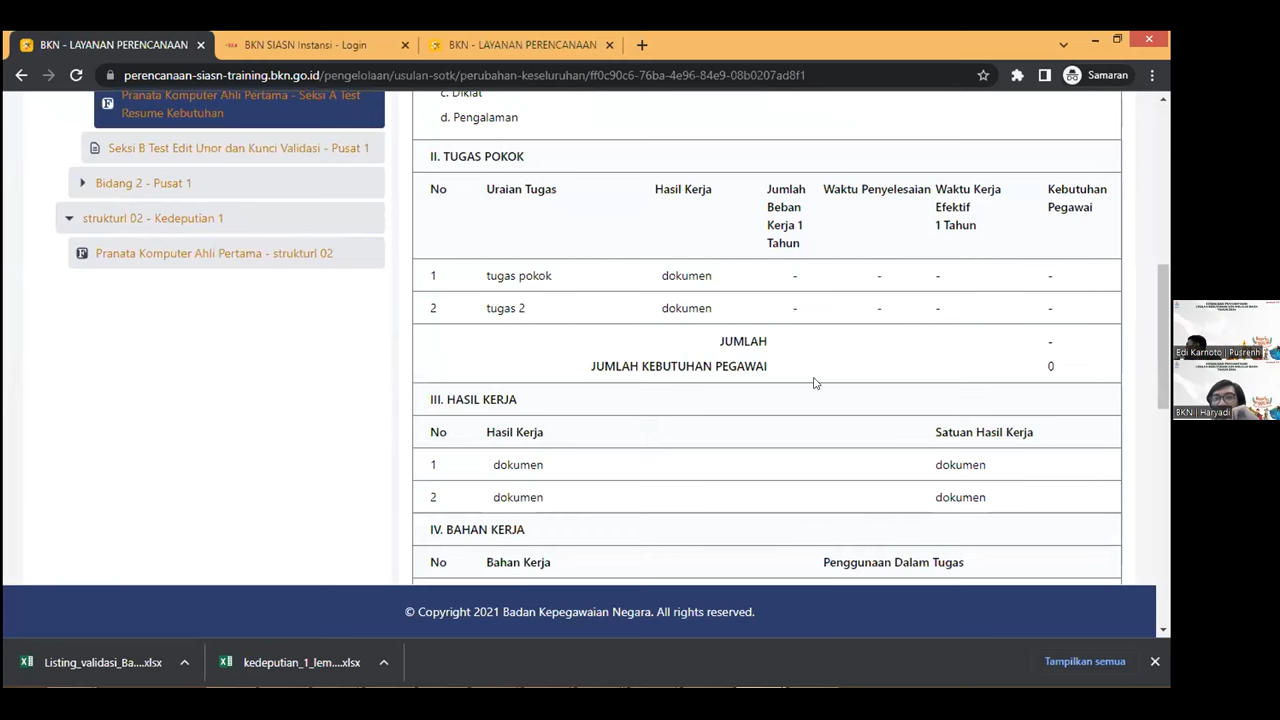 BKN - LAYANAN PERENCANAAN
BKN SIASN Instansi - Login
BKN - LAYANAN PERENCANAAN
perencanaan-siasn-training.bkn.go.id/pengelolaan/usulan-sotk/perubahan-keseluruhan/ff0c90c6-76ba-4e96-84e9-08b0207ad8f1
Samaran
Pranata Komputer Ahli Pertama - Seksi A Test
Resume Kebutuhan
Seksi B Test Edit Unor dan Kunci Validasi - Pusat 1
Bidang 2 - Pusat 1
strukturl 02 - Kedeputian 1
Pranata Komputer Ahli Pertama - strukturl 02
c. Diklat
d. Pengalaman
II. TUGAS POKOK
No Uraian Tugas Hasil Kerja Jumlah Beban Kerja 1 Tahun Waktu Penyelesaian Waktu Kerja Efektif 1 Tahun Kebutuhan Pegawai
1 tugas pokok dokumen - - - -
2 tugas 2 dokumen - - - -
JUMLAH -
JUMLAH KEBUTUHAN PEGAWAI 0
III. HASIL KERJA
No Hasil Kerja Satuan Hasil Kerja
1 dokumen dokumen
2 dokumen dokumen
IV. BAHAN KERJA
No Bahan Kerja Penggunaan Dalam Tugas
© Copyright 2021 Badan Kepegawaian Negara. All rights reserved.
Listing_validasi_Ba....xlsx
kedeputian_1_lem....xlsx
Tampilkan semua
Edi Karnoto | Pusrenh
BKN | Haryadi